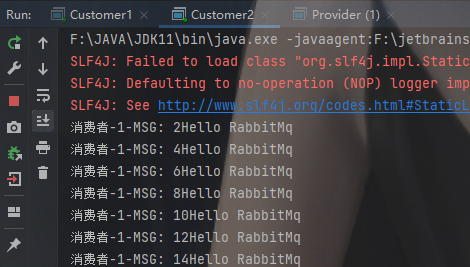 Run: Customer1 × Customer2 × Provider (1) ×
F:\JAVA\JDK11\bin\java.exe -javaagent:F:\jetbrains
SLF4J: Failed to load class "org.slf4j.impl.Static
SLF4J: Defaulting to no-operation (NOP) logger imp
SLF4J: See http://www.slf4j.org/codes.html#StaticL
消费者-1-MSG: 2Hello RabbitMq
消费者-1-MSG: 4Hello RabbitMq
消费者-1-MSG: 6Hello RabbitMq
消费者-1-MSG: 8Hello RabbitMq
消费者-1-MSG: 10Hello RabbitMq
消费者-1-MSG: 12Hello RabbitMq
消费者-1-MSG: 14Hello RabbitMq